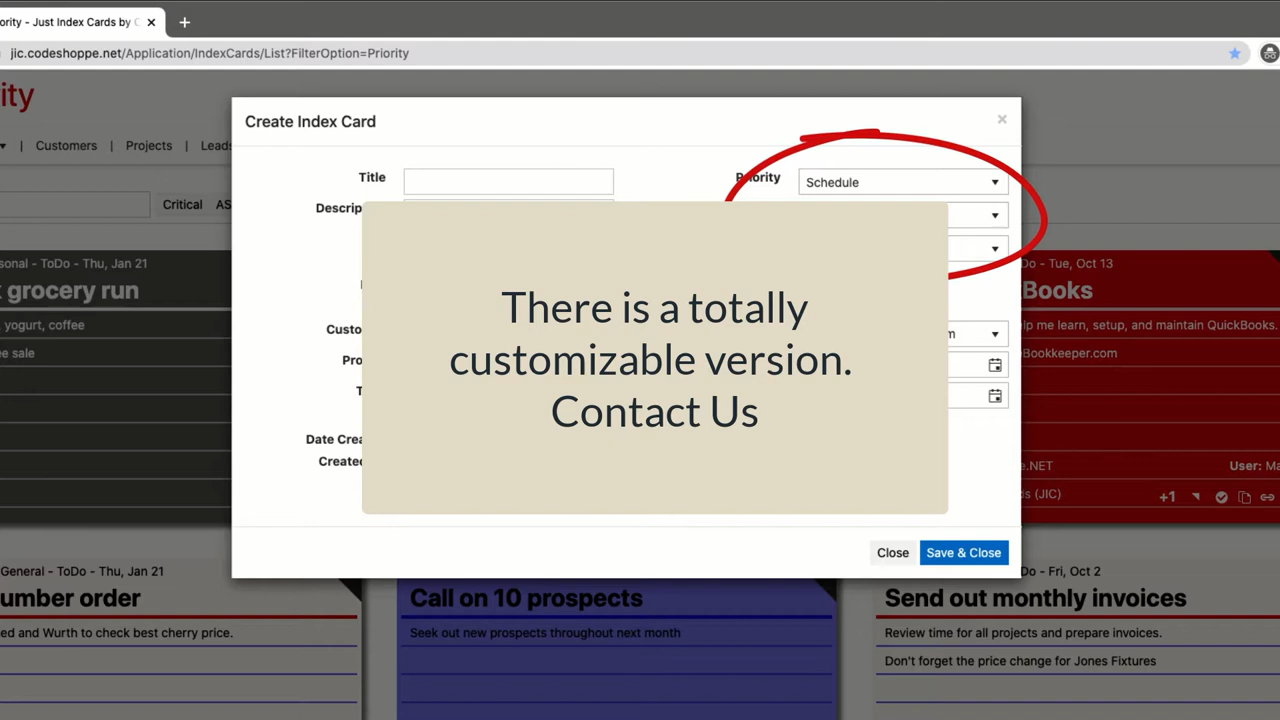 ority - Just Index Cards by C
jic.codeshoppe.net/Application/IndexCards/List?FilterOption=Priority
ity
| Customers | Projects | Leads
Critical AS
Create Index Card
Title
Priority Schedule
Descrip
Custo
m
Pro
T
Date Crea
Created
There is a totally
customizable version.
Contact Us
Close Save & Close
sonal - ToDo - Thu, Jan 21
grocery run
, yogurt, coffee
ee sale
Do - Tue, Oct 13
Books
lp me learn, setup, and maintain QuickBooks.
Bookkeeper.com
e.NET User: Ma
ds (JIC) +1
General - ToDo - Thu, Jan 21
umber order
ed and Wurth to check best cherry price.
Call on 10 prospects
Seek out new prospects throughout next month
Do - Fri, Oct 2
Send out monthly invoices
Review time for all projects and prepare invoices.
Don't forget the price change for Jones Fixtures